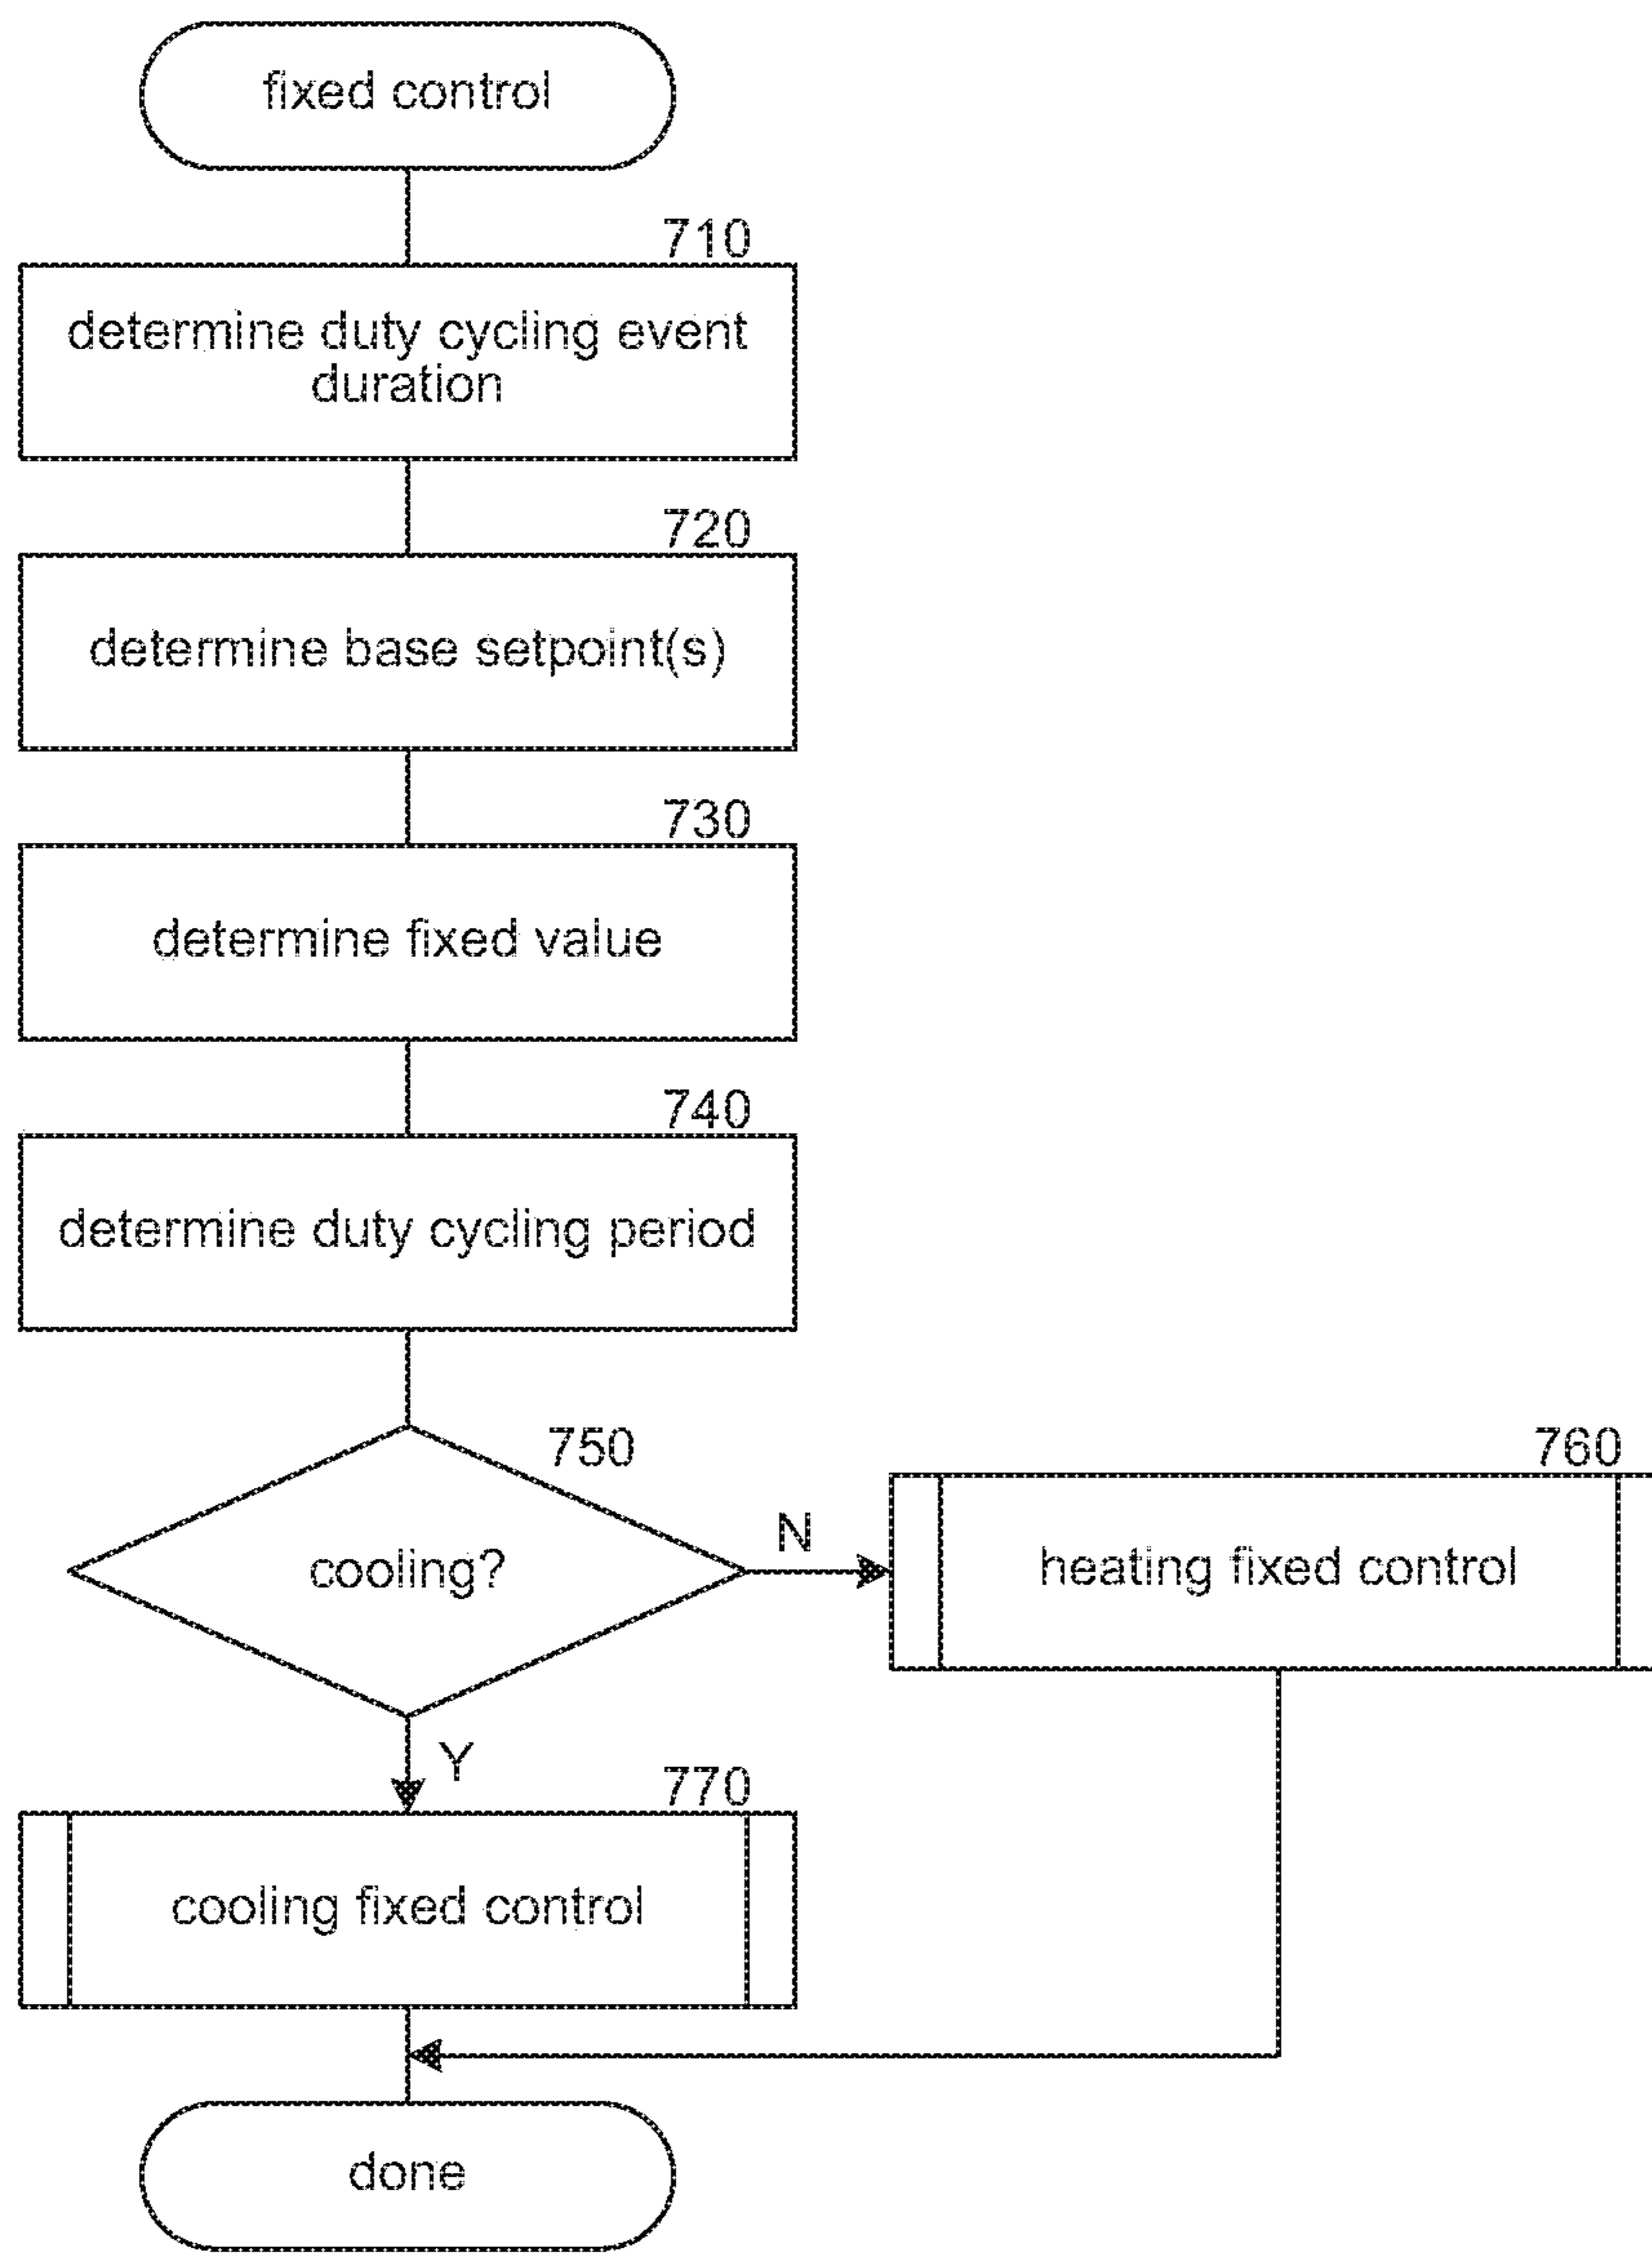 fixed control
710
determine duty cycling event
duration
720
determine base setpoint(s)
730
determine fixed value
740
determine duty cycling period
750
cooling?
N
760
heating fixed control
Y
770
cooling fixed control
done